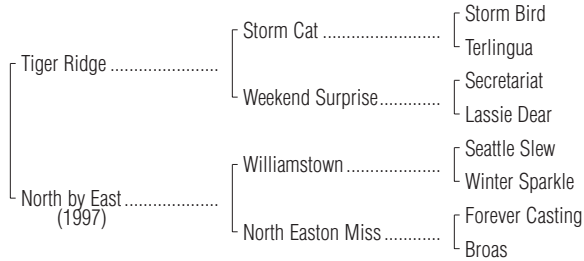 Storm Bird
Storm Cat ........................
Terlingua
Tiger Ridge ......................
Secretariat
Weekend Surprise.............
Lassie Dear
Seattle Slew
Williamstown ...................
Winter Sparkle
North by East...................
(1997)
Forever Casting
North Easton Miss ...........
Broas